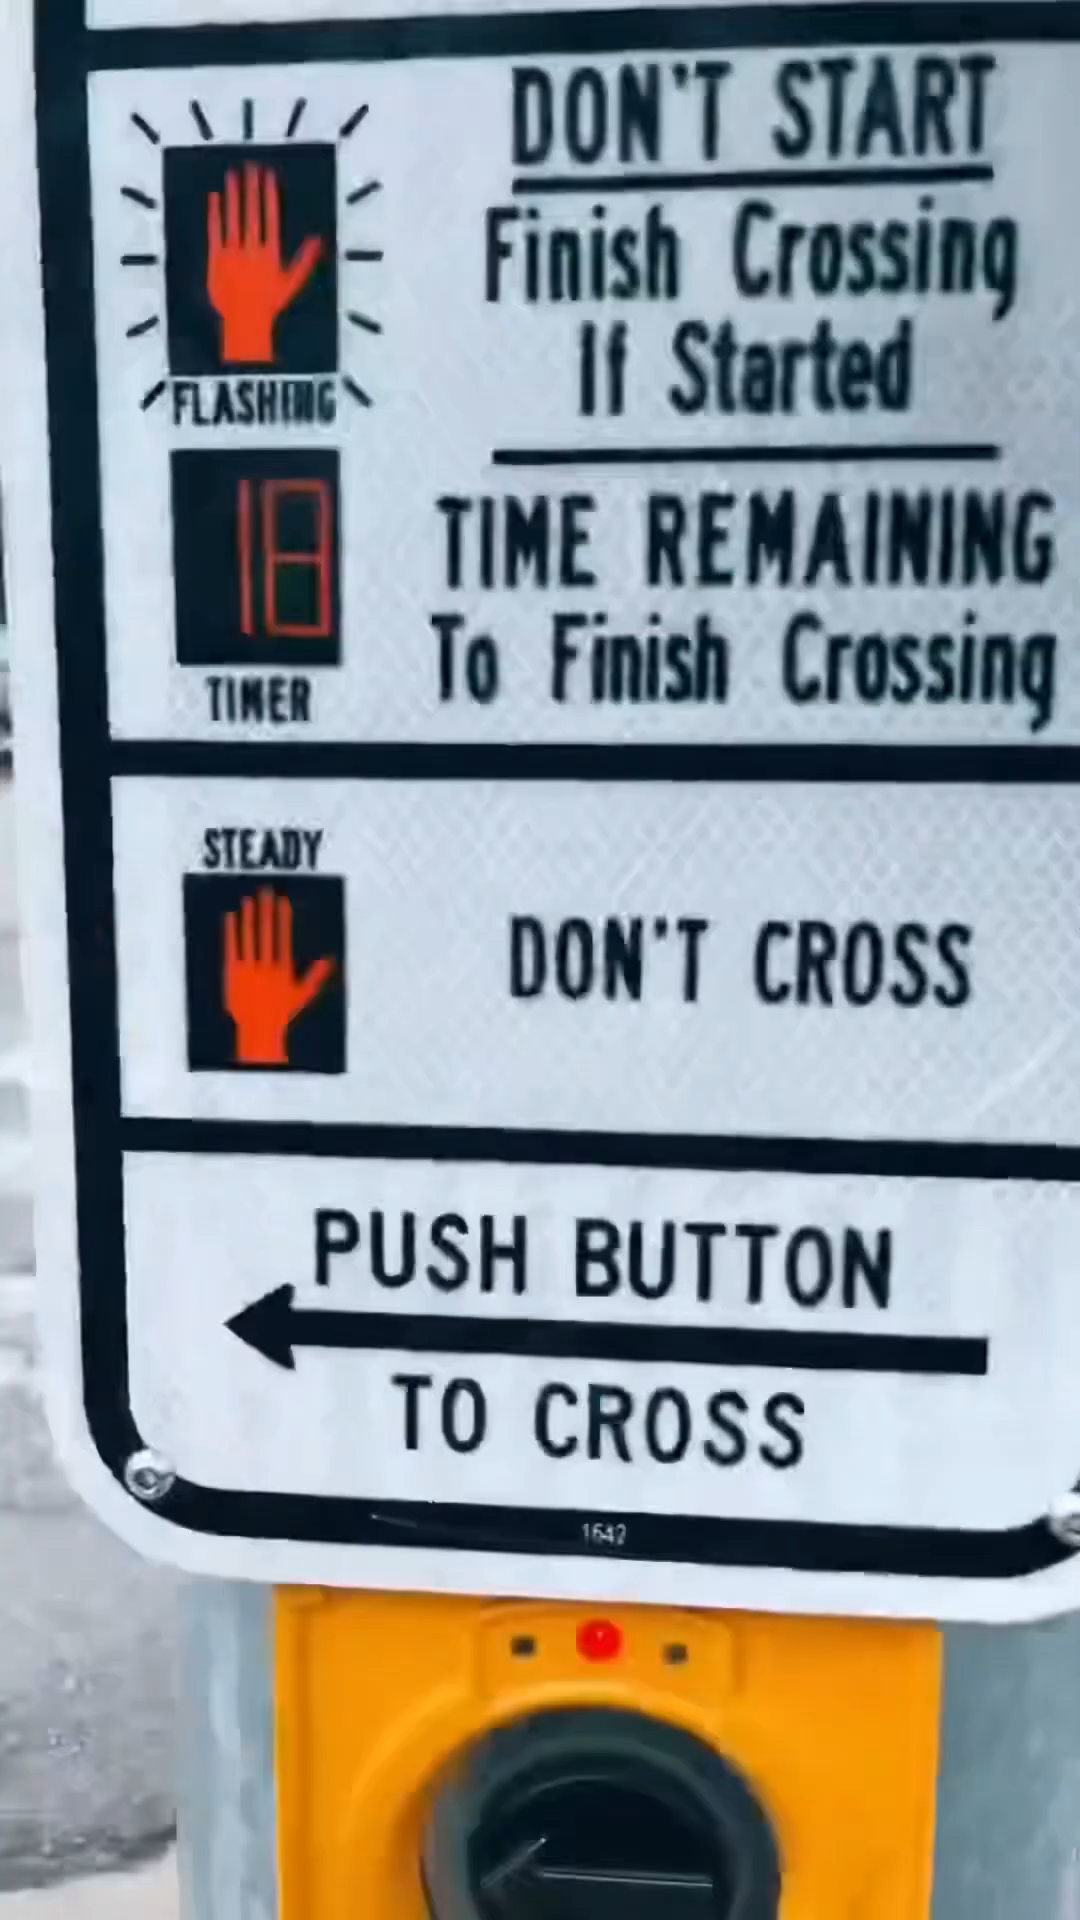 DON'T START
Finish Crossing
If Started
FLASHING
18
TIME REMAINING
To Finish Crossing
TIMER
STEADY
DON'T CROSS
PUSH BUTTON
TO CROSS
1642